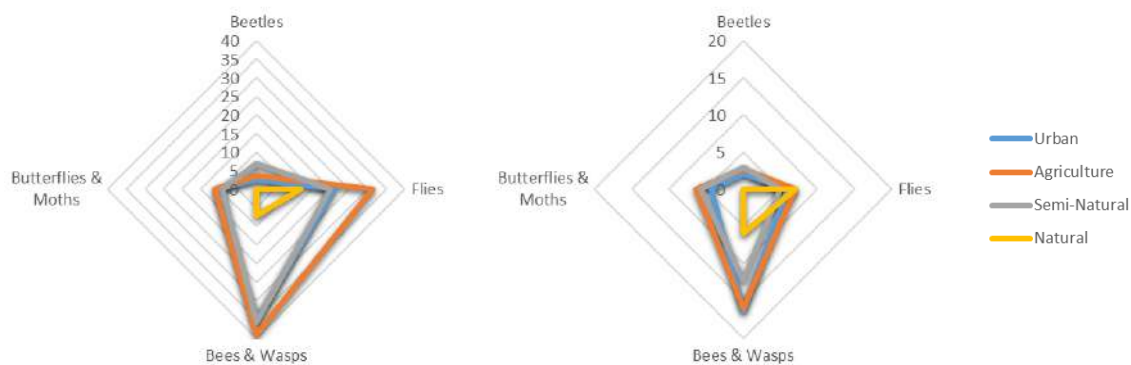 Beetles
40
35
30
25
20
15
10
5
0
Butterflies &
Moths
Flies
Bees & Wasps
Beetles
20
15
10
5
0
Butterflies &
Moths
Flies
Bees & Wasps
Urban
Agriculture
Semi-Natural
Natural